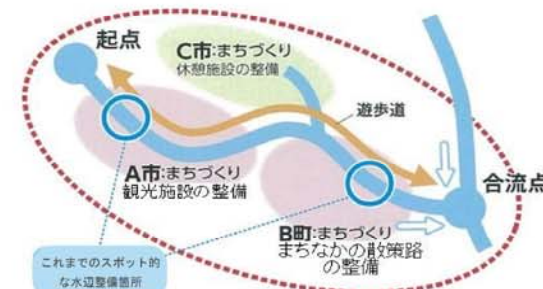 起点
C市:まちづくり
休憩施設の整備
遊歩道
A市:まちづくり
観光施設の整備
合流点
B町:まちづくり
まちなかの散策路
の整備
これまでのスポット的
な水辺整備箇所